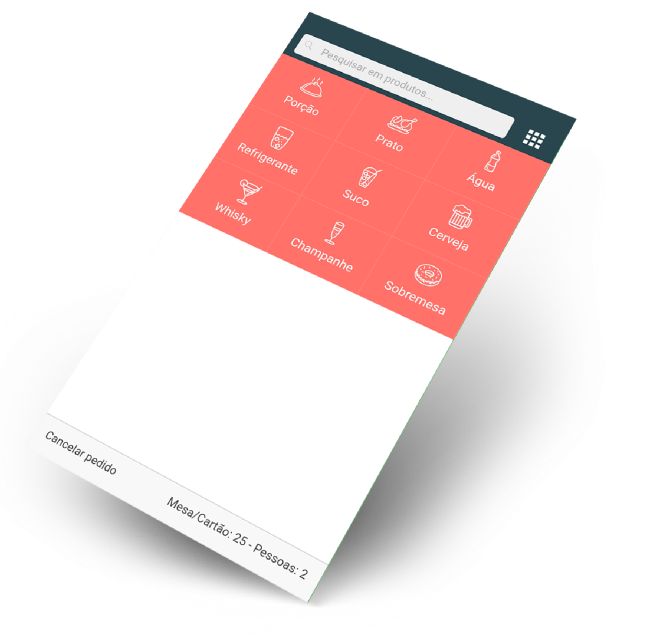 Pesquisar em produtos...
Porção
Prato
Água
Refrigerante
Suco
Cerveja
Whisky
Champanhe
Sobremesa
Cancelar pedido
Mesa/Cartão: 25 - Pessoas: 2